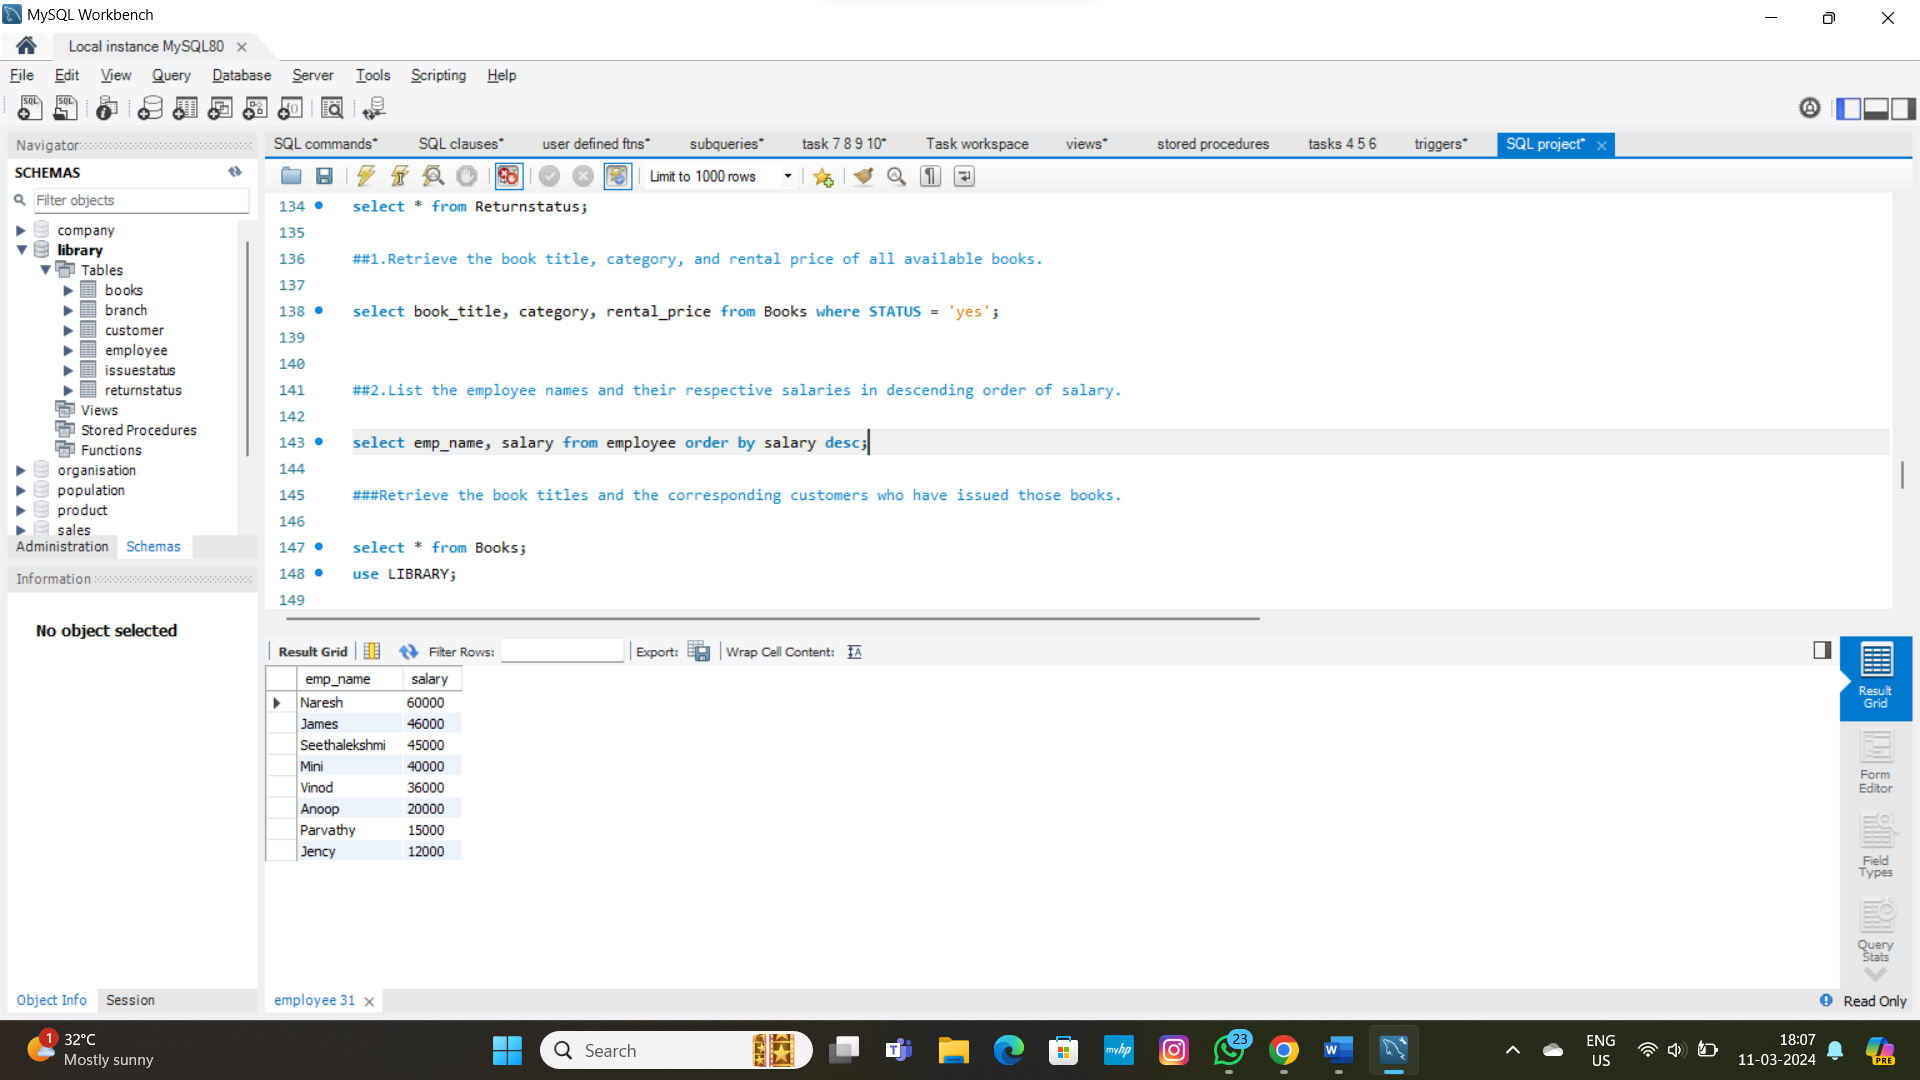 MySQL Workbench
Local instance MySQL80
File Edit View Query Database Server Tools Scripting Help
Navigator
SCHEMAS
Filter objects
company
library
Tables
books
branch
customer
employee
issuestatus
returnstatus
Views
Stored Procedures
Functions
organisation
population
product
sales
Administration Schemas
Information
No object selected
Object Info Session
SQL commands* SQL clauses* user defined ftns* subqueries* task 7 8 9 10* Task workspace views* stored procedures tasks 4 5 6 triggers* SQL project*
Limit to 1000 rows
134 select * from Returnstatus;
135
136 ##1.Retrieve the book title, category, and rental price of all available books.
137
138 select book_title, category, rental_price from Books where STATUS = 'yes';
139
140
141 ##2.List the employee names and their respective salaries in descending order of salary.
142
143 select emp_name, salary from employee order by salary desc;
144
145 ###Retrieve the book titles and the corresponding customers who have issued those books.
146
147 select * from Books;
148 use LIBRARY;
149
Result Grid Filter Rows: Export: Wrap Cell Content:
emp_name salary
Naresh 60000
James 46000
Seethalekshmi 45000
Mini 40000
Vinod 36000
Anoop 20000
Parvathy 15000
Jency 12000
Result
Grid
Form
Editor
Field
Types
Query
Stats
employee 31
Read Only
1
32°C
Mostly sunny
Search
myhp
23
ENG
US
18:07
11-03-2024
PRE